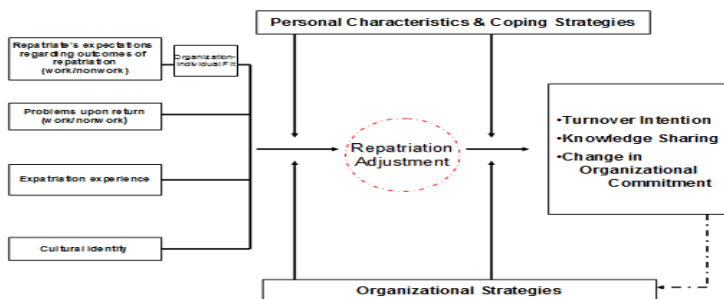 Personal Characteristics & Coping Strategies
Repatriate's expectations
regarding outcomes of
repatriation
(work/nonwork)
Organization-
Individual Fit
Problems upon return
(work/nonwork)
Expatriation experience
Cultural Identity
Repatriation
Adjustment
•Turnover Intention
•Knowledge Sharing
•Change in
Organizational
Commitment
Organizational Strategies